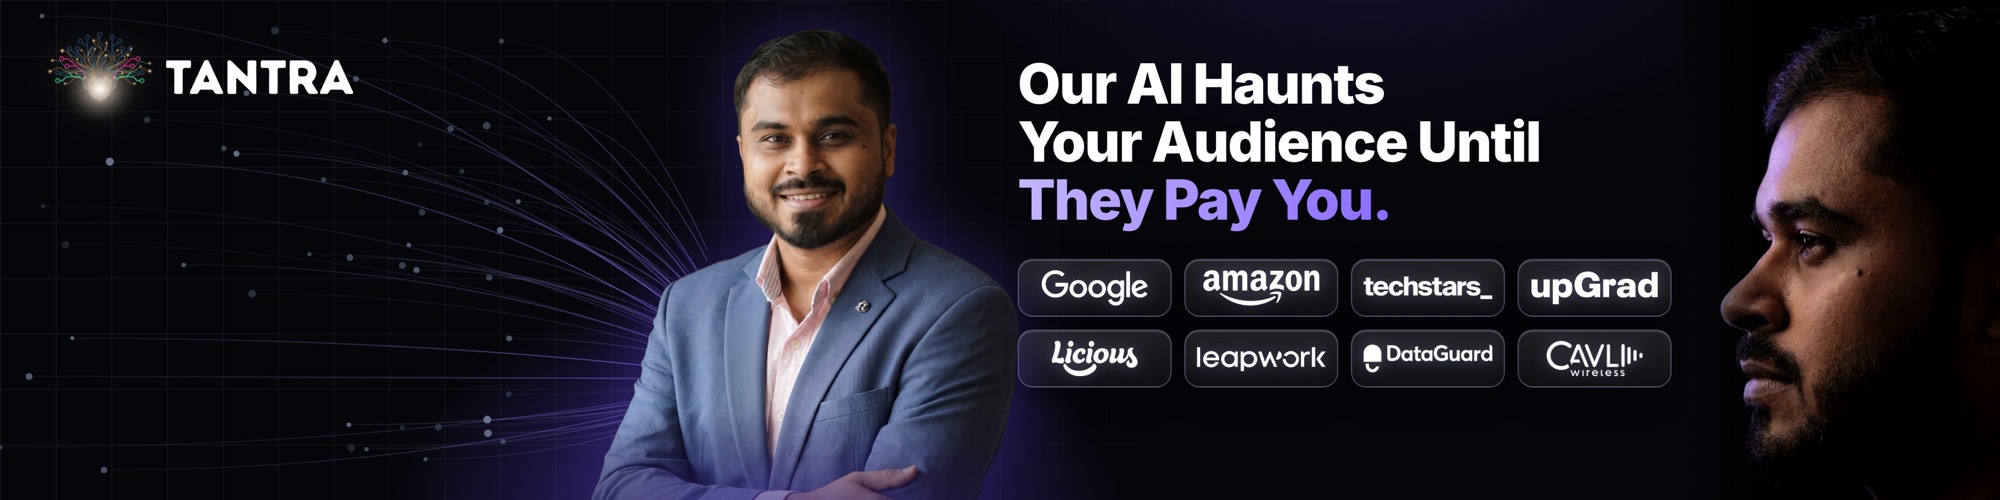 TANTRA
Our AI Haunts
Your Audience Until
They Pay You.
Google
amazon
techstars_
upGrad
Licious
leapwork
DataGuard
CAVLI
wireless